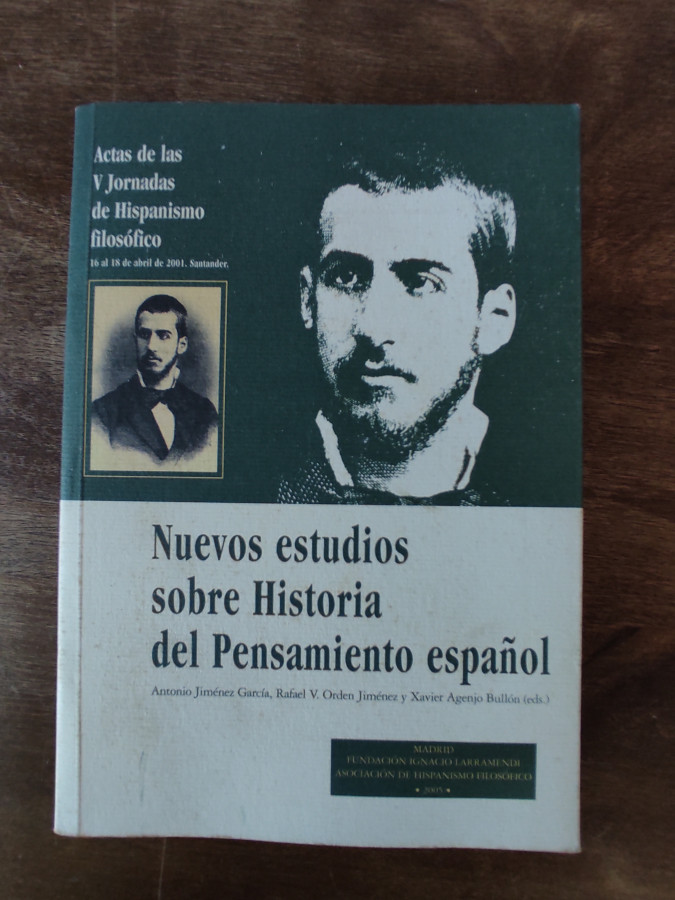 Actas de las
V Jornadas
de Hispanismo
filosófico
16 al 18 de abril de 2001. Santander.
Nuevos estudios
sobre Historia
del Pensamiento español
Antonio Jiménez García, Rafael V. Orden Jiménez y Xavier Agenjo Bullón (eds.)
MADRID
FUNDACIÓN IGNACIO LARRAMENDI
ASOCIACIÓN DE HISPANISMO FILOSÓFICO
• 2005 •